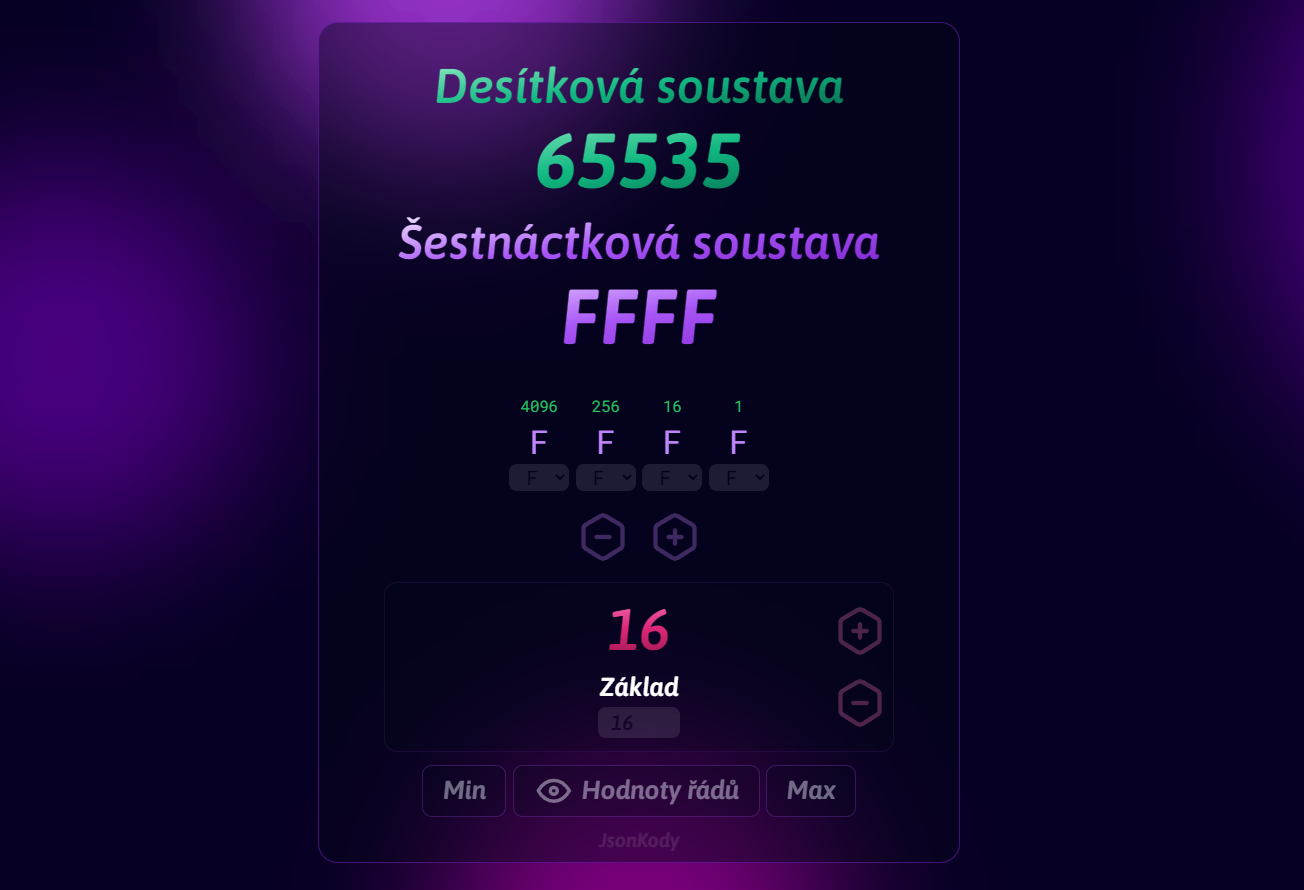 Desítková soustava
65535
Šestnáctková soustava
FFFF
4096 256 16 1
F F F F
F F F F
16
Základ
16
Min Hodnoty řádů Max
JsonKody